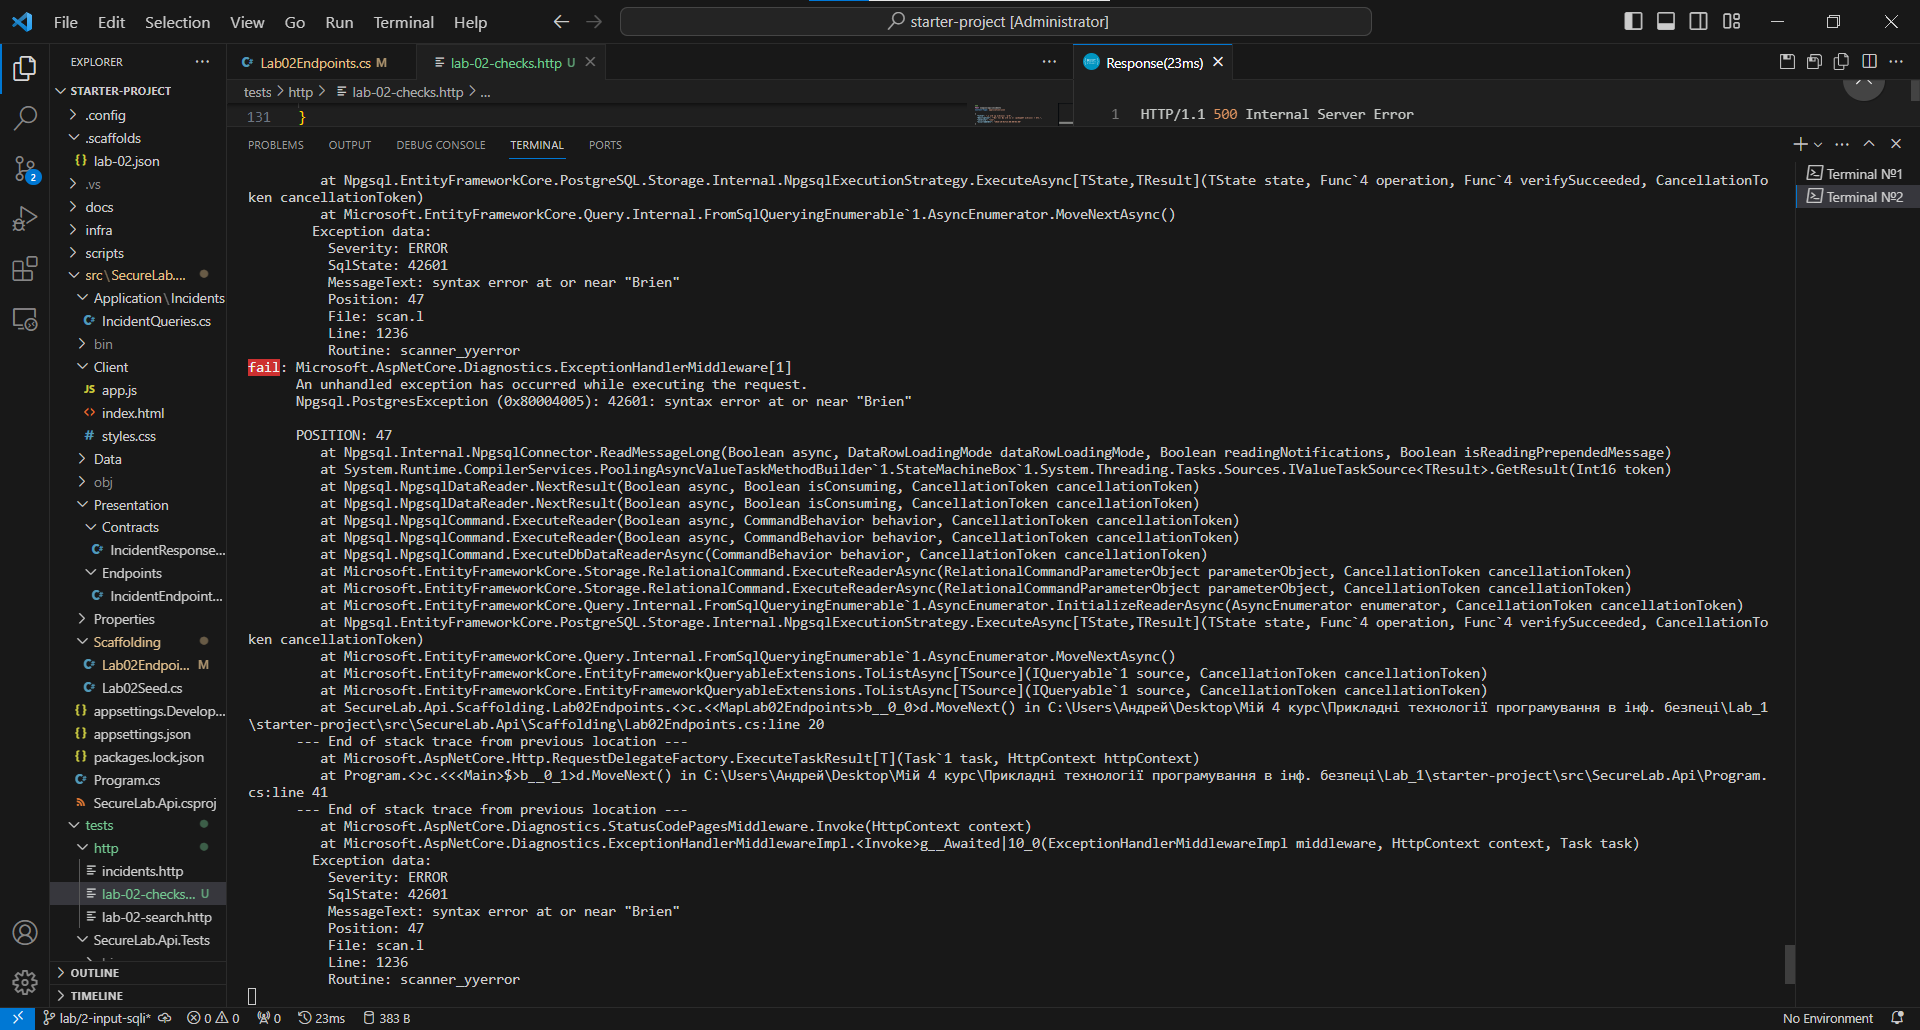 File Edit Selection View Go Run Terminal Help
starter-project [Administrator]
EXPLORER
STARTER-PROJECT
.config
.scaffolds
lab-02.json
.vs
docs
infra
scripts
src\SecureLab....
Application\Incidents
IncidentQueries.cs
bin
Client
app.js
index.html
styles.css
Data
obj
Presentation
Contracts
IncidentResponse...
Endpoints
IncidentEndpoint...
Properties
Scaffolding
Lab02Endpoi... M
Lab02Seed.cs
appsettings.Develop...
appsettings.json
packages.lock.json
Program.cs
SecureLab.Api.csproj
tests
http
incidents.http
lab-02-checks... U
lab-02-search.http
SecureLab.Api.Tests
OUTLINE
TIMELINE
Lab02Endpoints.cs M
lab-02-checks.http U
tests > http > lab-02-checks.http > ...
131 }
Response(23ms)
1 HTTP/1.1 500 Internal Server Error
PROBLEMS OUTPUT DEBUG CONSOLE TERMINAL PORTS
Terminal №1
Terminal №2
at Npgsql.EntityFrameworkCore.PostgreSQL.Storage.Internal.NpgsqlExecutionStrategy.ExecuteAsync[TState,TResult](TState state, Func`4 operation, Func`4 verifySucceeded, CancellationTo
ken cancellationToken)
at Microsoft.EntityFrameworkCore.Query.Internal.FromSqlQueryingEnumerable`1.AsyncEnumerator.MoveNextAsync()
Exception data:
Severity: ERROR
SqlState: 42601
MessageText: syntax error at or near "Brien"
Position: 47
File: scan.l
Line: 1236
Routine: scanner_yyerror
fail: Microsoft.AspNetCore.Diagnostics.ExceptionHandlerMiddleware[1]
An unhandled exception has occurred while executing the request.
Npgsql.PostgresException (0x80004005): 42601: syntax error at or near "Brien"
POSITION: 47
at Npgsql.Internal.NpgsqlConnector.ReadMessageLong(Boolean async, DataRowLoadingMode dataRowLoadingMode, Boolean readingNotifications, Boolean isReadingPrependedMessage)
at System.Runtime.CompilerServices.PoolingAsyncValueTaskMethodBuilder`1.StateMachineBox`1.System.Threading.Tasks.Sources.IValueTaskSource<TResult>.GetResult(Int16 token)
at Npgsql.NpgsqlDataReader.NextResult(Boolean async, Boolean isConsuming, CancellationToken cancellationToken)
at Npgsql.NpgsqlDataReader.NextResult(Boolean async, Boolean isConsuming, CancellationToken cancellationToken)
at Npgsql.NpgsqlCommand.ExecuteReader(Boolean async, CommandBehavior behavior, CancellationToken cancellationToken)
at Npgsql.NpgsqlCommand.ExecuteReader(Boolean async, CommandBehavior behavior, CancellationToken cancellationToken)
at Npgsql.NpgsqlCommand.ExecuteDbDataReaderAsync(CommandBehavior behavior, CancellationToken cancellationToken)
at Microsoft.EntityFrameworkCore.Storage.RelationalCommand.ExecuteReaderAsync(RelationalCommandParameterObject parameterObject, CancellationToken cancellationToken)
at Microsoft.EntityFrameworkCore.Storage.RelationalCommand.ExecuteReaderAsync(RelationalCommandParameterObject parameterObject, CancellationToken cancellationToken)
at Microsoft.EntityFrameworkCore.Query.Internal.FromSqlQueryingEnumerable`1.AsyncEnumerator.InitializeReaderAsync(AsyncEnumerator enumerator, CancellationToken cancellationToken)
at Npgsql.EntityFrameworkCore.PostgreSQL.Storage.Internal.NpgsqlExecutionStrategy.ExecuteAsync[TState,TResult](TState state, Func`4 operation, Func`4 verifySucceeded, CancellationTo
ken cancellationToken)
at Microsoft.EntityFrameworkCore.Query.Internal.FromSqlQueryingEnumerable`1.AsyncEnumerator.MoveNextAsync()
at Microsoft.EntityFrameworkCore.EntityFrameworkQueryableExtensions.ToListAsync[TSource](IQueryable`1 source, CancellationToken cancellationToken)
at Microsoft.EntityFrameworkCore.EntityFrameworkQueryableExtensions.ToListAsync[TSource](IQueryable`1 source, CancellationToken cancellationToken)
at SecureLab.Api.Scaffolding.Lab02Endpoints.<>c.<<MapLab02Endpoints>b__0_0>d.MoveNext() in C:\Users\Андрей\Desktop\Мій 4 курс\Прикладні технології програмування в інф. безпеці\Lab_1
\starter-project\src\SecureLab.Api\Scaffolding\Lab02Endpoints.cs:line 20
--- End of stack trace from previous location ---
at Microsoft.AspNetCore.Http.RequestDelegateFactory.ExecuteTaskResult[T](Task`1 task, HttpContext httpContext)
at Program.<>c.<<<Main>$>b__0_1>d.MoveNext() in C:\Users\Андрей\Desktop\Мій 4 курс\Прикладні технології програмування в інф. безпеці\Lab_1\starter-project\src\SecureLab.Api\Program.
cs:line 41
--- End of stack trace from previous location ---
at Microsoft.AspNetCore.Diagnostics.StatusCodePagesMiddleware.Invoke(HttpContext context)
at Microsoft.AspNetCore.Diagnostics.ExceptionHandlerMiddlewareImpl.<Invoke>g__Awaited|10_0(ExceptionHandlerMiddlewareImpl middleware, HttpContext context, Task task)
Exception data:
Severity: ERROR
SqlState: 42601
MessageText: syntax error at or near "Brien"
Position: 47
File: scan.l
Line: 1236
Routine: scanner_yyerror
lab/2-input-sqli* 0 0 0 23ms 383 B
No Environment